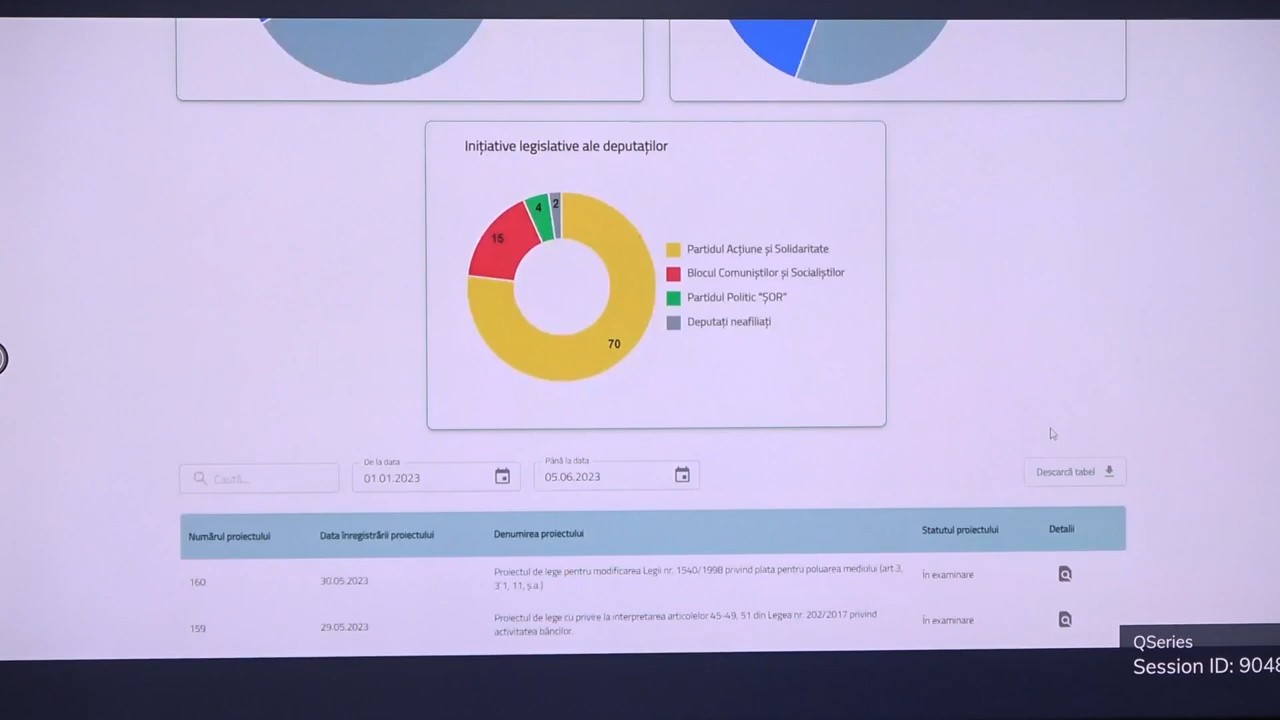 Inițiative legislative ale deputaților
4
2
15
70
Partidul Acțiune și Solidaritate
Blocul Comuniștilor și Socialiștilor
Partidul Politic "ȘOR"
Deputați neafiliați
Caută...
De la data
01.01.2023
Până la data
05.06.2023
Descarcă tabel
Numărul proiectului
Data înregistrării proiectului
Denumirea proiectului
Statutul proiectului
Detalii
160
30.05.2023
Proiectul de lege pentru modificarea Legii nr. 1540/1998 privind plata pentru poluarea mediului (art.3,
3´1, 11, ș.a.)
În examinare
159
29.05.2023
Proiectul de lege cu privire la interpretarea articolelor 45-49, 51 din Legea nr. 202/2017 privind
activitatea băncilor.
În examinare
QSeries
Session ID: 9048